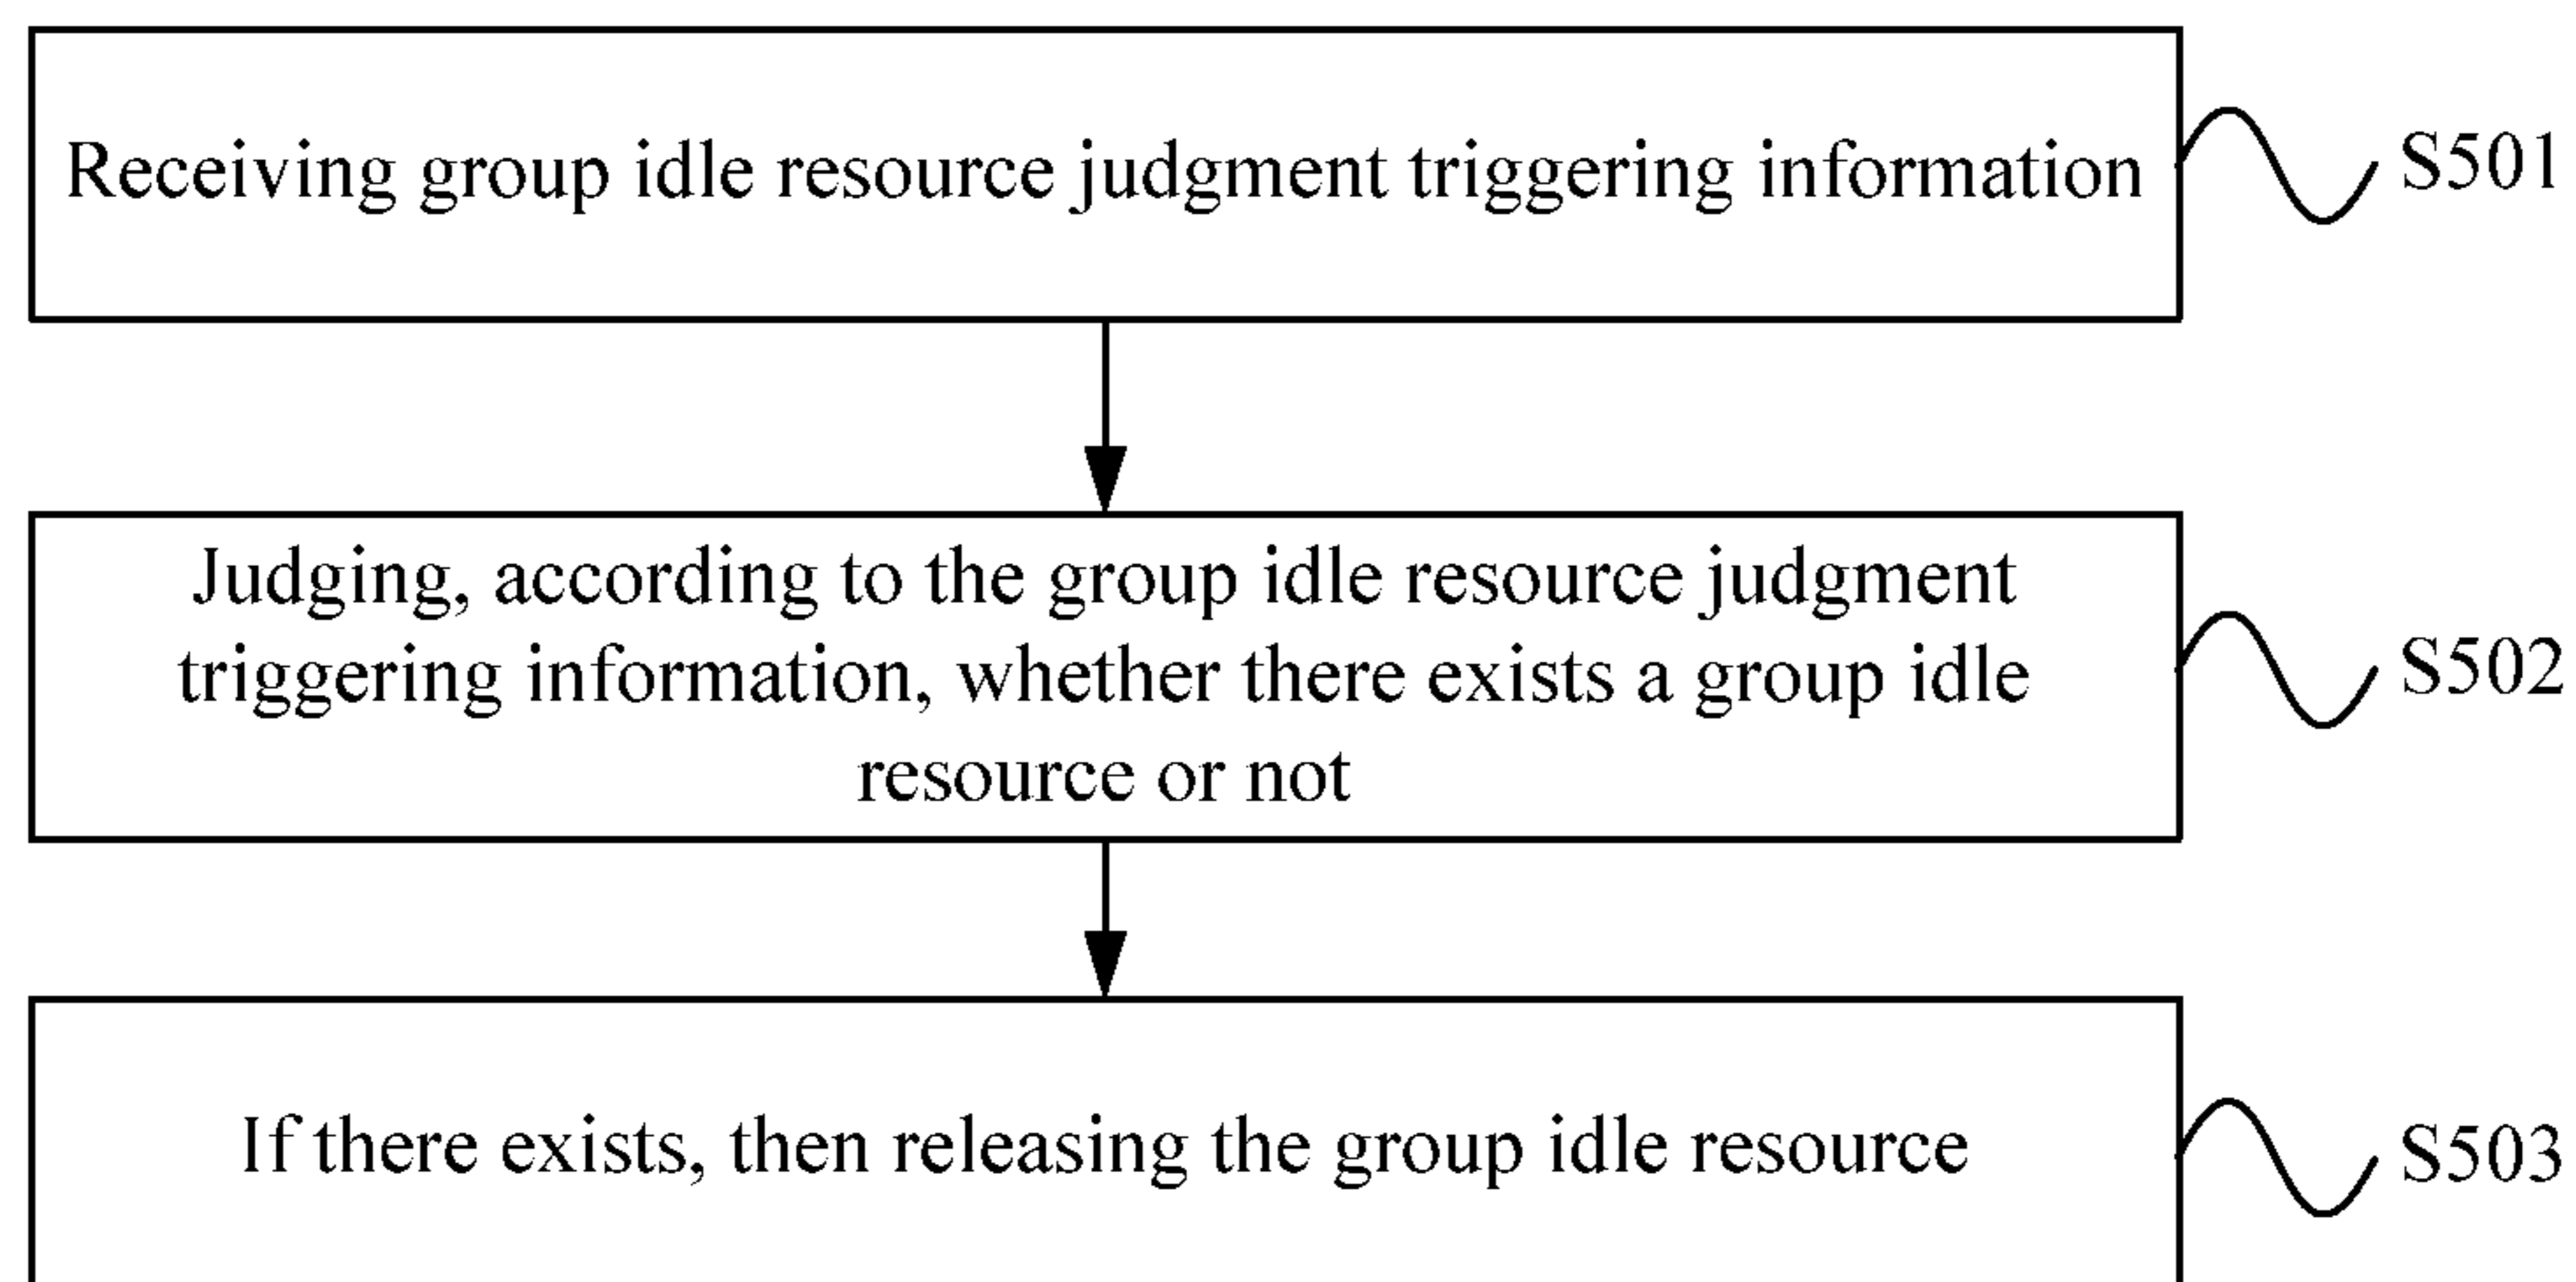 Receiving group idle resource judgment triggering information
S501
Judging, according to the group idle resource judgment
triggering information, whether there exists a group idle
resource or not
S502
If there exists, then releasing the group idle resource
S503